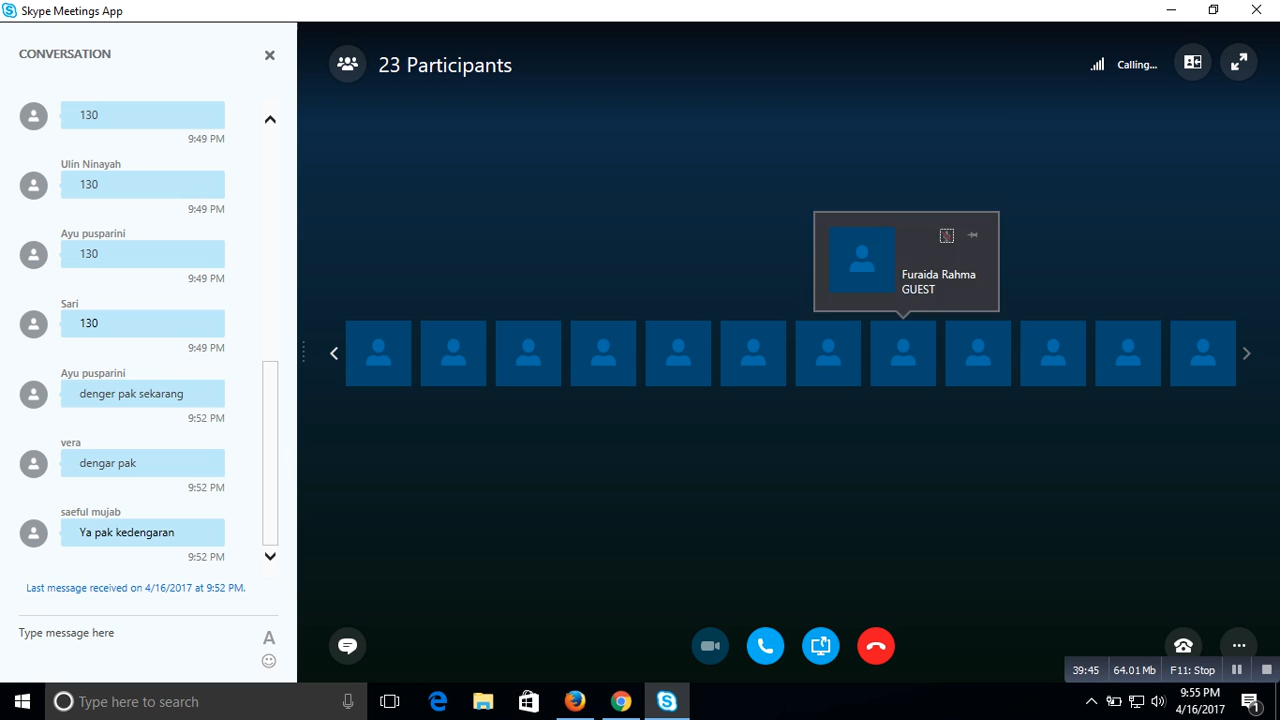 Skype Meetings App
CONVERSATION
130
9:49 PM
Ulin Ninayah
130
9:49 PM
Ayu pusparini
130
9:49 PM
Sari
130
9:49 PM
Ayu pusparini
denger pak sekarang
9:52 PM
vera
dengar pak
9:52 PM
saeful mujab
Ya pak kedengaran
9:52 PM
Last message received on 4/16/2017 at 9:52 PM.
Type message here
A
23 Participants
Calling...
Furaida Rahma
GUEST
39:45
64.01Mb
F11: Stop
Type here to search
9:55 PM
4/16/2017
1